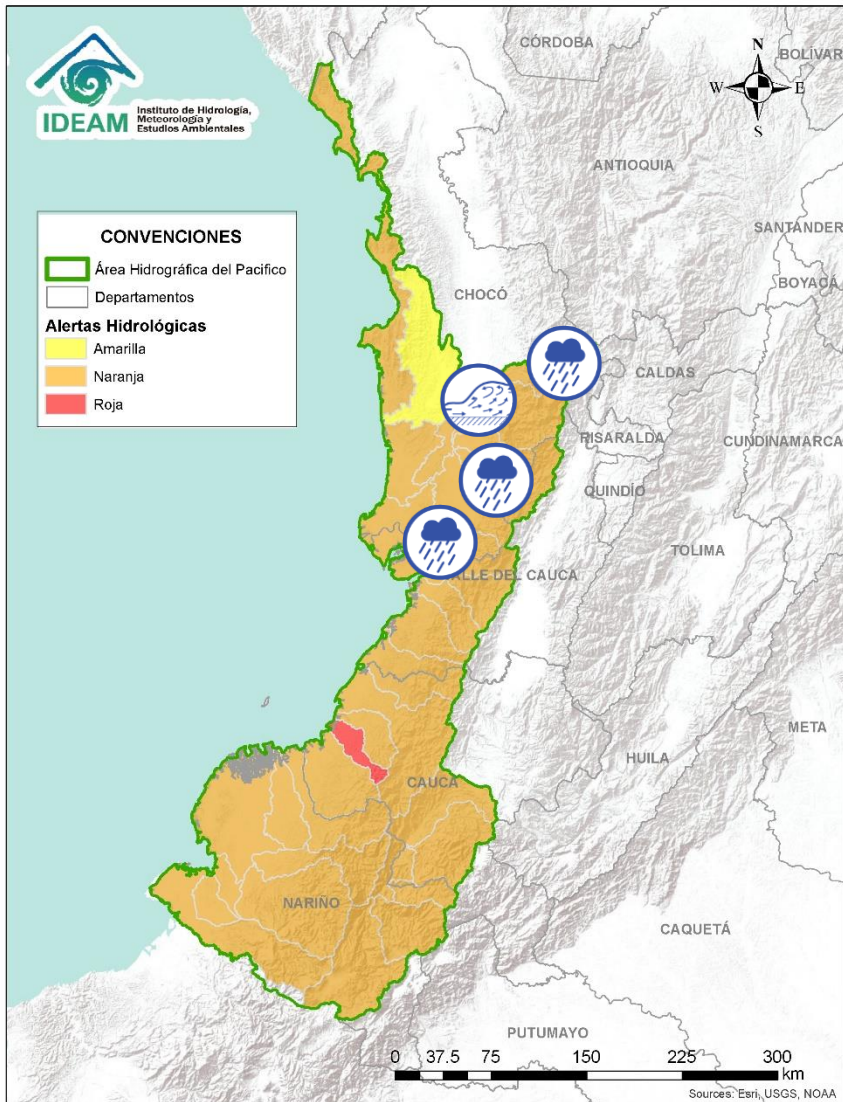 IDEAM
Instituto de Hidrología,
Meteorología y
Estudios Ambientales
CÓRDOBA
BOLÍVAR
N
W
E
S
ANTIOQUIA
SANTANDER
BOYACÁ
CONVENCIONES
Área Hidrográfica del Pacifico
Departamentos
Alertas Hidrológicas
Amarilla
Naranja
Roja
CHOCÓ
CALDAS
RISARALDA
CUNDINAMARCA
QUINDÍO
TOLIMA
ALLE DEL CAUCA
META
HUILA
CAUCA
NARIÑO
CAQUETÁ
PUTUMAYO
0 37.5 75 150 225 300
km
Sources: Esri, USGS, NOAA